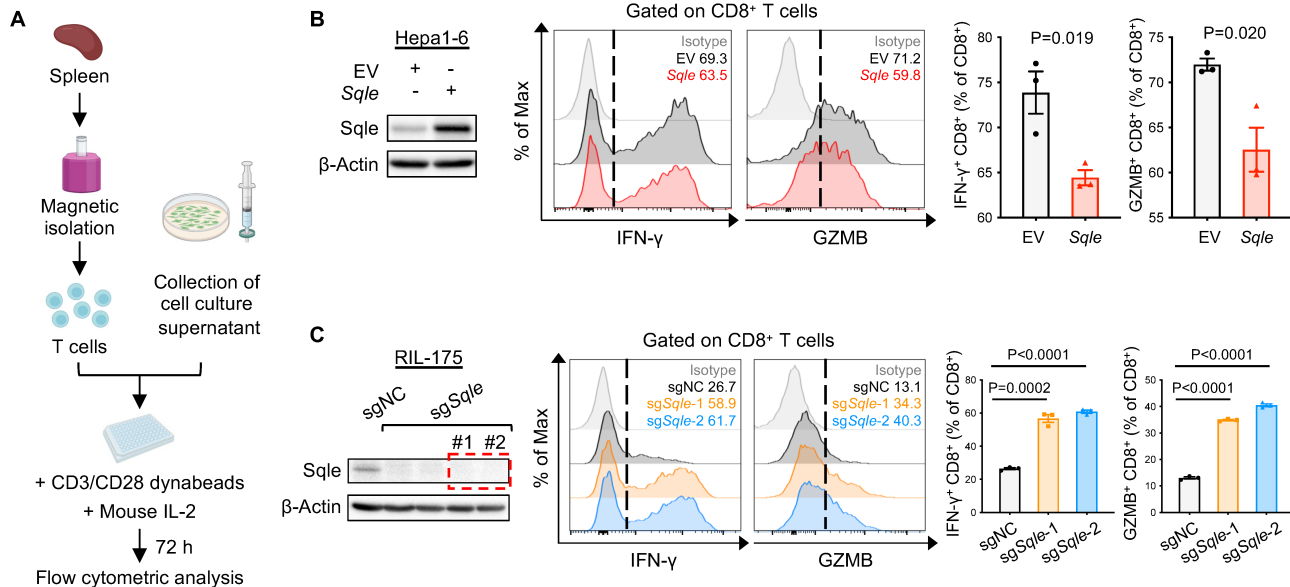 A
Spleen
Magnetic
isolation
Collection of
cell culture
supernatant
T cells
+ CD3/CD28 dynabeads
+ Mouse IL-2
72 h
Flow cytometric analysis
B
Hepa1-6
EV + -
Sqle - +
Sqle
β-Actin
Gated on CD8⁺ T cells
% of Max
Isotype
EV 69.3
Sqle 63.5
IFN-γ
Isotype
EV 71.2
Sqle 59.8
GZMB
IFN-γ⁺ CD8⁺ (% of CD8⁺)
80
75
70
65
60
P=0.019
EV Sqle
GZMB⁺ CD8⁺ (% of CD8⁺)
75
70
65
60
55
P=0.020
EV Sqle
C
RIL-175
sgNC sgSqle
#1 #2
Sqle
β-Actin
Gated on CD8⁺ T cells
% of Max
Isotype
sgNC 26.7
sgSqle-1 58.9
sgSqle-2 61.7
IFN-γ
Isotype
sgNC 13.1
sgSqle-1 34.3
sgSqle-2 40.3
GZMB
IFN-γ⁺ CD8⁺ (% of CD8⁺)
80
60
40
20
0
P<0.0001
P=0.0002
sgNC sgSqle-1 sgSqle-2
GZMB⁺ CD8⁺ (% of CD8⁺)
50
40
30
20
10
0
P<0.0001
P<0.0001
sgNC sgSqle-1 sgSqle-2